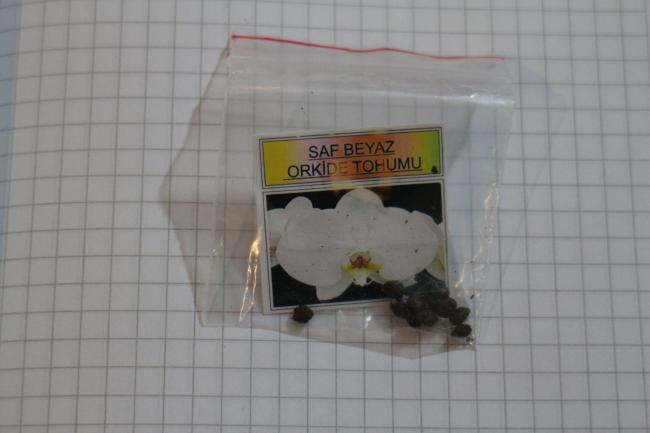 SAF BEYAZ
ORKİDE TOHUMU